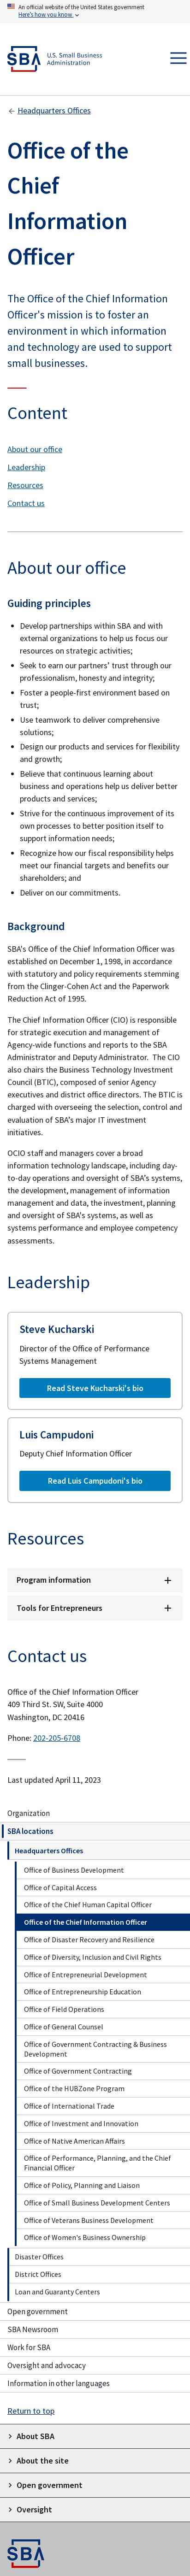 An official website of the United States government
Here's how you know
SBA
U.S. Small Business
Administration
Headquarters Offices
Office of the
Chief
Information
Officer
The Office of the Chief Information
Officer's mission is to foster an
environment in which information
and technology are used to support
small businesses.
Content
About our office
Leadership
Resources
Contact us
About our office
Guiding principles
• Develop partnerships within SBA and with
external organizations to help us focus our
resources on strategic activities;
• Seek to earn our partners’ trust through our
professionalism, honesty and integrity;
• Foster a people-first environment based on
trust;
• Use teamwork to deliver comprehensive
solutions;
• Design our products and services for flexibility
and growth;
• Believe that continuous learning about
business and operations help us deliver better
products and services;
• Strive for the continuous improvement of its
own processes to better position itself to
support information needs;
• Recognize how our fiscal responsibility helps
meet our financial targets and benefits our
shareholders; and
• Deliver on our commitments.
Background
SBA's Office of the Chief Information Officer was
established on December 1, 1998, in accordance
with statutory and policy requirements stemming
from the Clinger-Cohen Act and the Paperwork
Reduction Act of 1995.
The Chief Information Officer (CIO) is responsible
for strategic execution and management of
Agency-wide functions and reports to the SBA
Administrator and Deputy Administrator. The CIO
also chairs the Business Technology Investment
Council (BTIC), composed of senior Agency
executives and district office directors. The BTIC is
charged with overseeing the selection, control and
evaluation of SBA’s major IT investment
initiatives.
OCIO staff and managers cover a broad
information technology landscape, including day-
to-day operations and oversight of SBA’s systems,
the development, management of information
management and data, the investment, planning
and oversight of SBA’s systems, as well as
systems performance and employee competency
assessments.
Leadership
Steve Kucharski
Director of the Office of Performance
Systems Management
Read Steve Kucharski's bio
Luis Campudoni
Deputy Chief Information Officer
Read Luis Campudoni's bio
Resources
Program information
Tools for Entrepreneurs
Contact us
Office of the Chief Information Officer
409 Third St. SW, Suite 4000
Washington, DC 20416
Phone: 202-205-6708
Last updated April 11, 2023
Organization
SBA locations
Headquarters Offices
Office of Business Development
Office of Capital Access
Office of the Chief Human Capital Officer
Office of the Chief Information Officer
Office of Disaster Recovery and Resilience
Office of Diversity, Inclusion and Civil Rights
Office of Entrepreneurial Development
Office of Entrepreneurship Education
Office of Field Operations
Office of General Counsel
Office of Government Contracting & Business
Development
Office of Government Contracting
Office of the HUBZone Program
Office of International Trade
Office of Investment and Innovation
Office of Native American Affairs
Office of Performance, Planning, and the Chief
Financial Officer
Office of Policy, Planning and Liaison
Office of Small Business Development Centers
Office of Veterans Business Development
Office of Women's Business Ownership
Disaster Offices
District Offices
Loan and Guaranty Centers
Open government
SBA Newsroom
Work for SBA
Oversight and advocacy
Information in other languages
Return to top
About SBA
About the site
Open government
Oversight
SBA